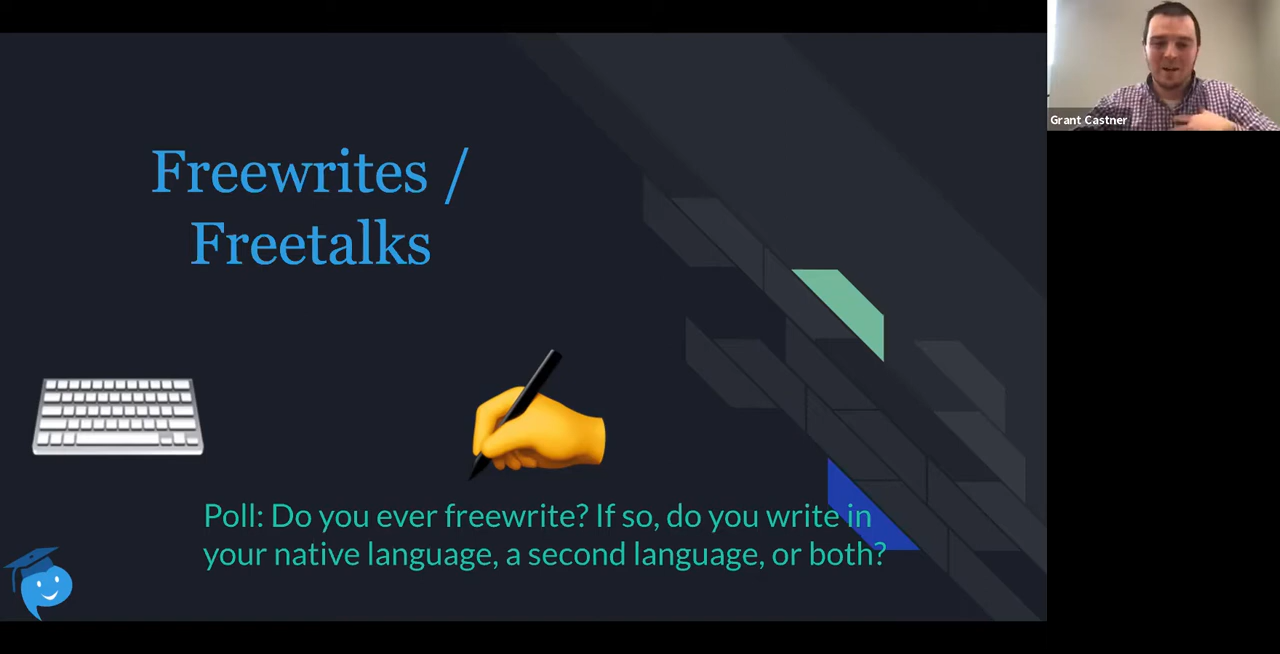 Freewrites /
Freetalks
Poll: Do you ever freewrite? If so, do you write in
your native language, a second language, or both?
Grant Castner